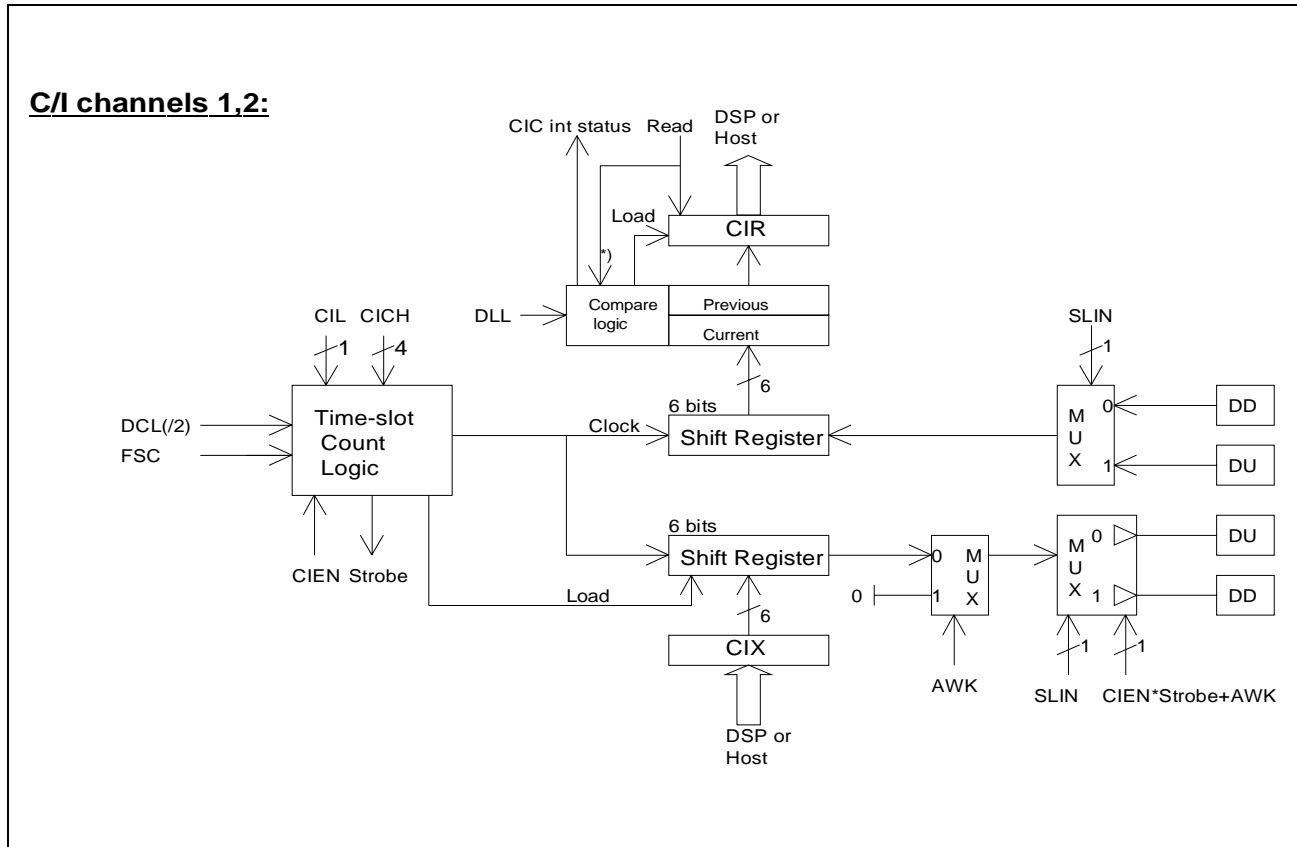 C/I channels 1,2:
CIC int status
Read
DSP or
Host
Load
CIR
*)
DLL
Compare
logic
Previous
Current
CIL
CICH
1
4
6
SLIN
1
DCL(/2)
FSC
Time-slot
Count
Logic
Clock
6 bits
Shift Register
M
U
X
0
1
DD
DU
CIEN
Strobe
Load
6 bits
Shift Register
6
CIX
DSP or
Host
0
0
1
M
U
X
AWK
M
U
X
0
1
DU
DD
1
1
SLIN
CIEN*Strobe+AWK